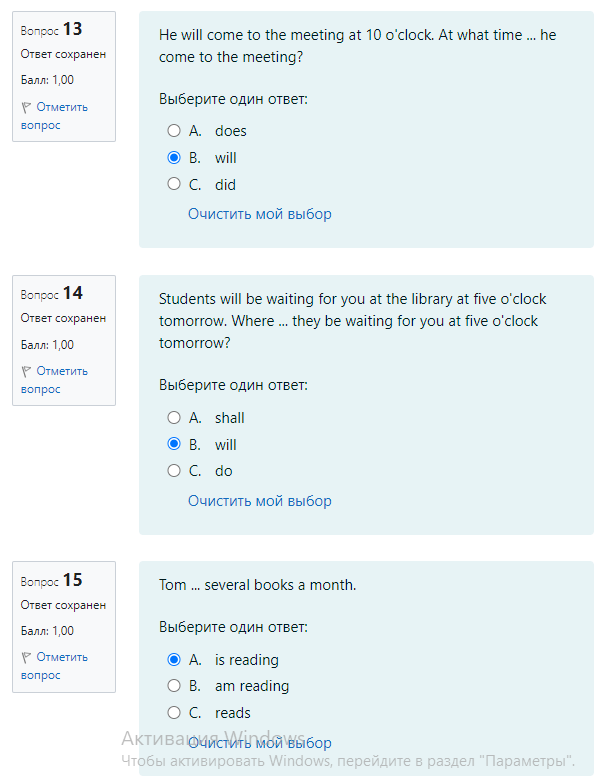 Вопрос 13
Ответ сохранен
Балл: 1,00
Отметить
вопрос
He will come to the meeting at 10 o'clock. At what time ... he
come to the meeting?
Выберите один ответ:
A. does
B. will
C. did
Очистить мой выбор
Вопрос 14
Ответ сохранен
Балл: 1,00
Отметить
вопрос
Students will be waiting for you at the library at five o'clock
tomorrow. Where ... they be waiting for you at five o'clock
tomorrow?
Выберите один ответ:
A. shall
B. will
C. do
Очистить мой выбор
Вопрос 15
Ответ сохранен
Балл: 1,00
Отметить
вопрос
Tom ... several books a month.
Выберите один ответ:
A. is reading
B. am reading
C. reads
Очистить мой выбор
Активация Windows
Чтобы активировать Windows, перейдите в раздел "Параметры".